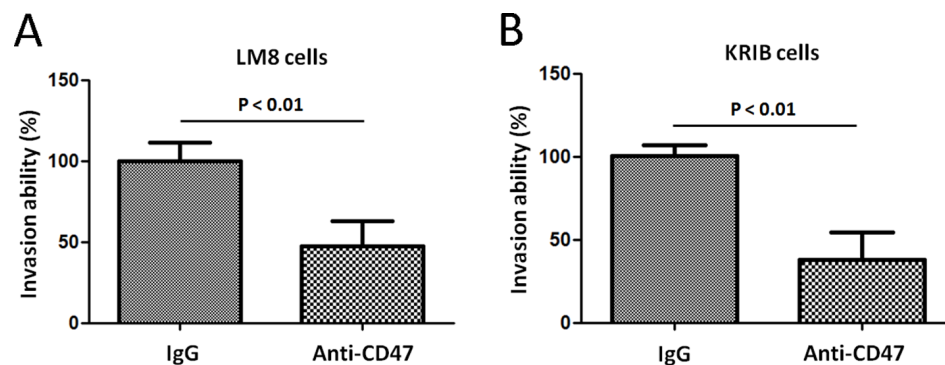 A
LM8 cells
Invasion ability (%)
150
100
50
0
P < 0.01
IgG
Anti-CD47
B
KRIB cells
Invasion ability (%)
150
100
50
0
P < 0.01
IgG
Anti-CD47